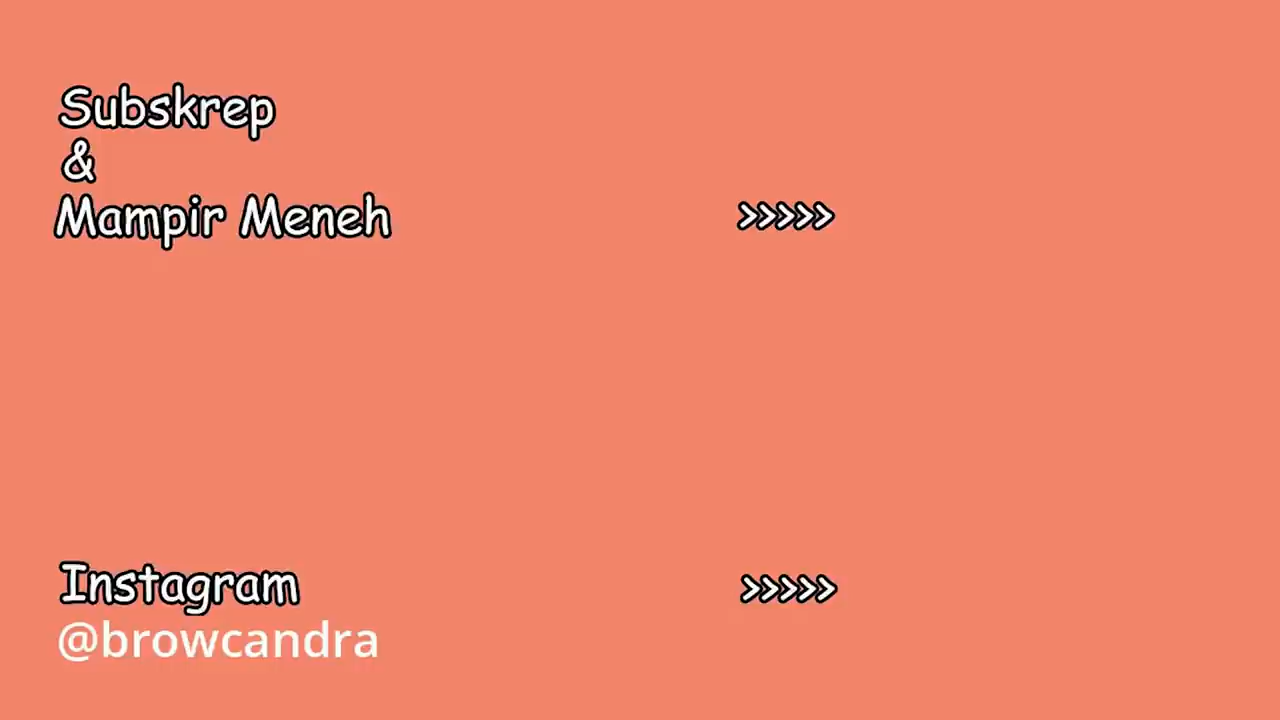 Subskrep
&
Mampir Meneh
>>>>>
Instagram
>>>>>
@browcandra